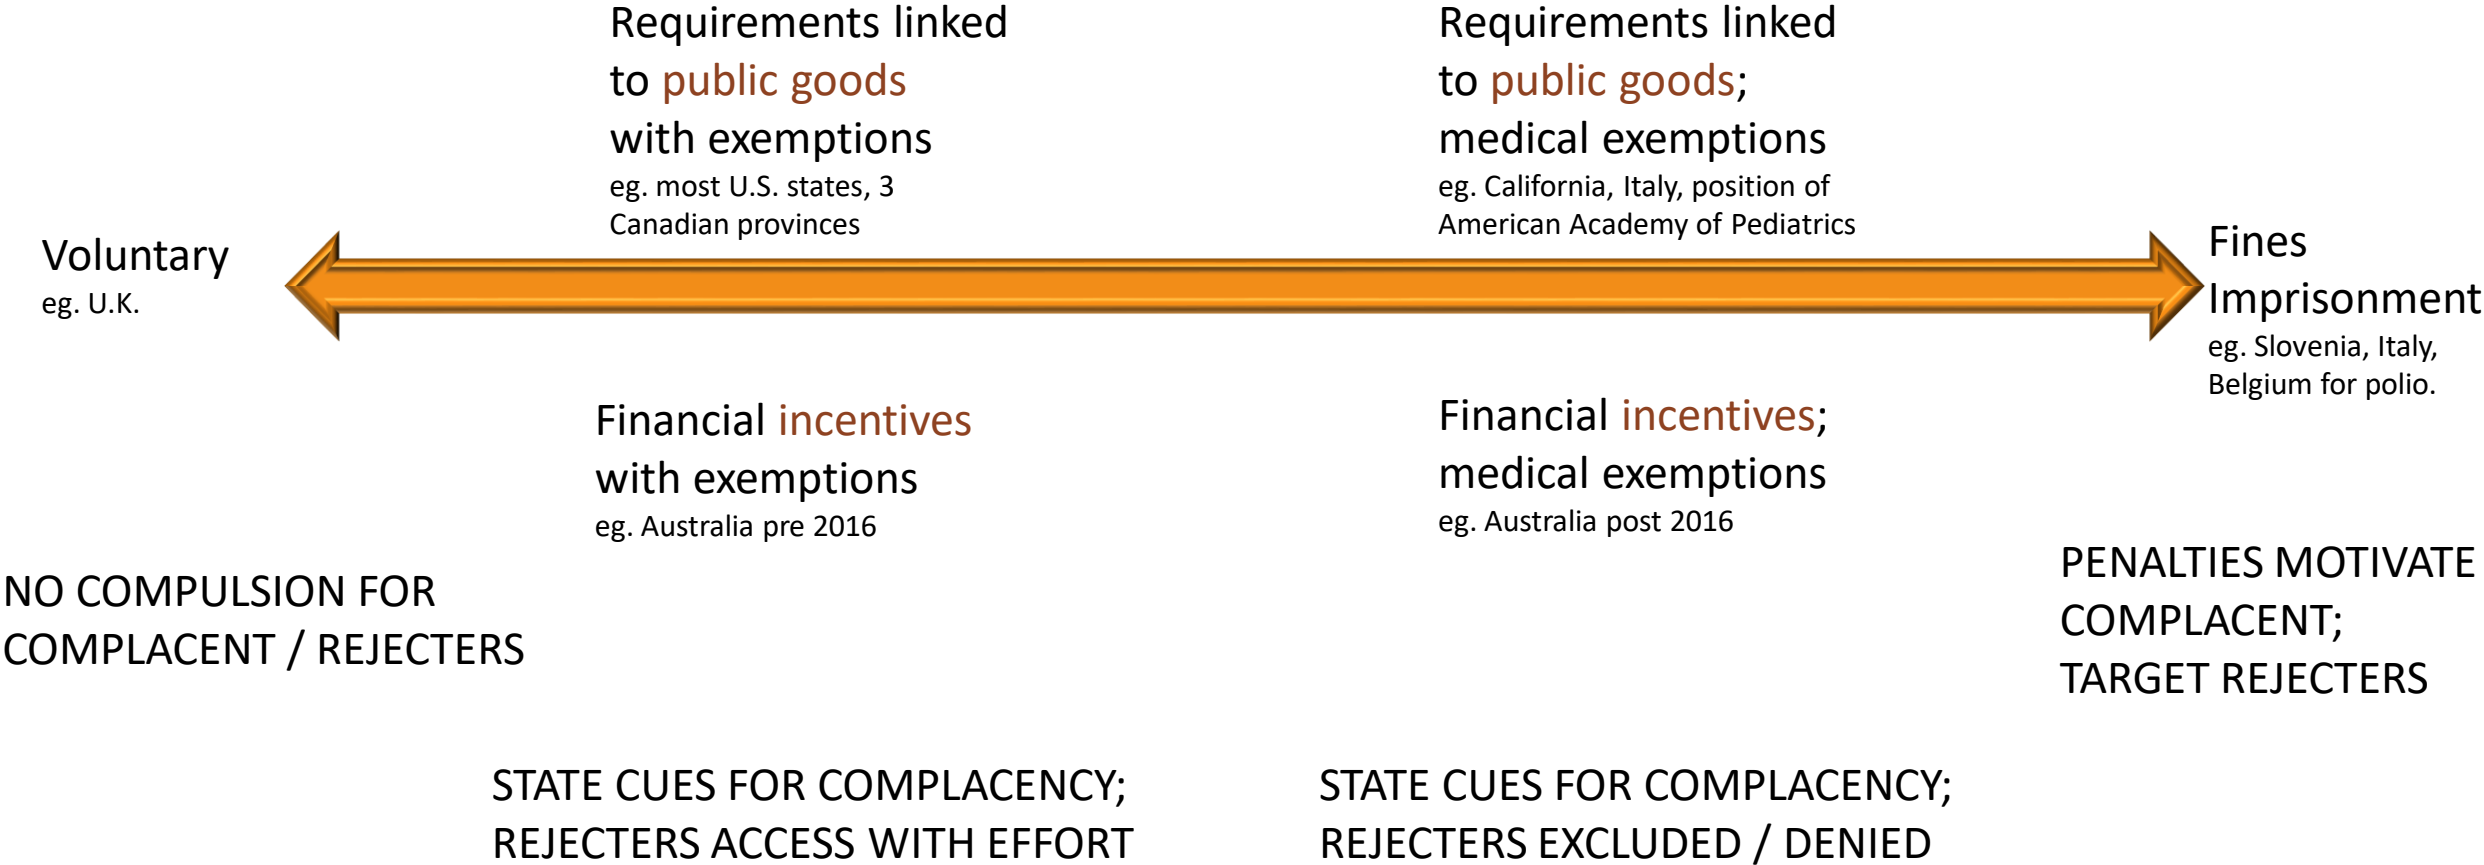 Requirements linked
to public goods
with exemptions
eg. most U.S. states, 3
Canadian provinces
Requirements linked
to public goods;
medical exemptions
eg. California, Italy, position of
American Academy of Pediatrics
Voluntary
eg. U.K.
Fines
Imprisonment
eg. Slovenia, Italy,
Belgium for polio.
Financial incentives
with exemptions
eg. Australia pre 2016
Financial incentives;
medical exemptions
eg. Australia post 2016
NO COMPULSION FOR
COMPLACENT / REJECTERS
PENALTIES MOTIVATE
COMPLACENT;
TARGET REJECTERS
STATE CUES FOR COMPLACENCY;
REJECTERS ACCESS WITH EFFORT
STATE CUES FOR COMPLACENCY;
REJECTERS EXCLUDED / DENIED